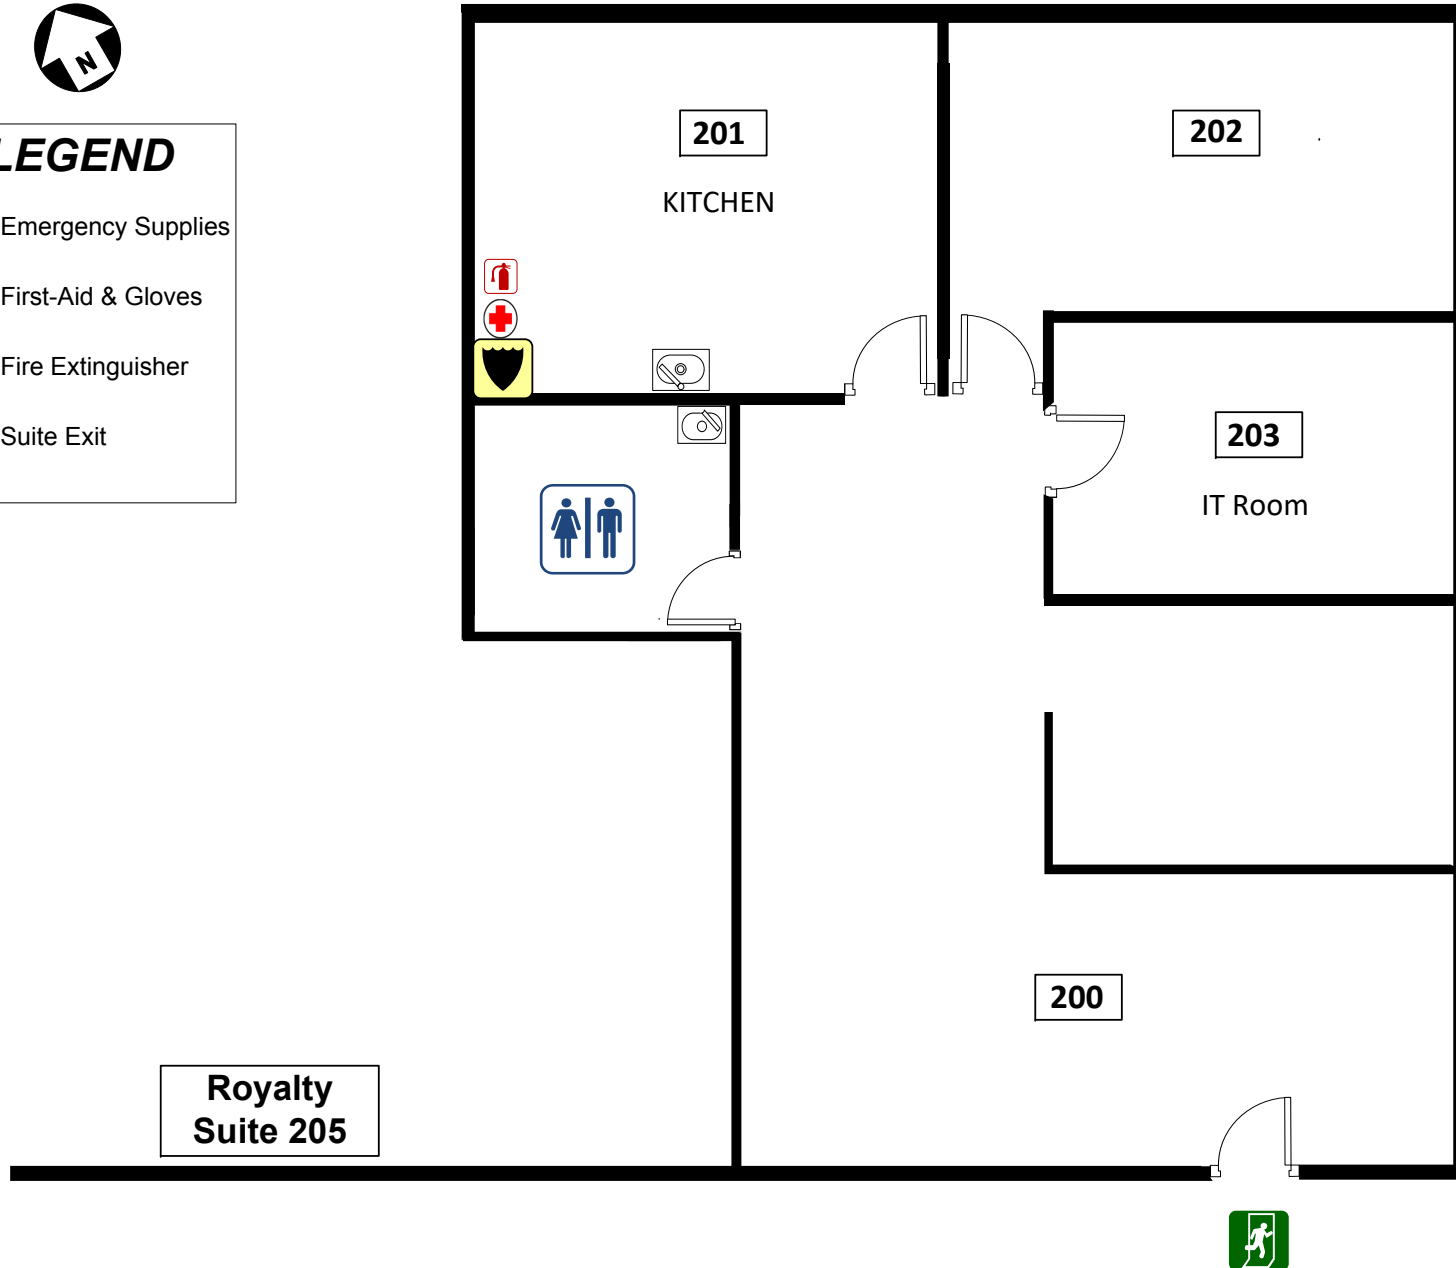 N
LEGEND
Emergency Supplies
First-Aid & Gloves
Fire Extinguisher
Suite Exit
201
KITCHEN
202
203
IT Room
200
Royalty
Suite 205